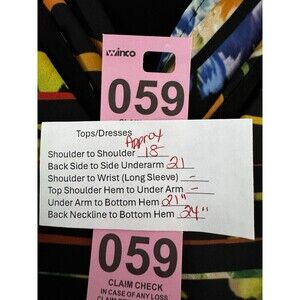 Winco
059
CLAIM
Tops/Dresses Approx
Shoulder to Shoulder 18
Back Side to Side Underarm 21
Shoulder to Wrist (Long Sleeve) -
Top Shoulder Hem to Under Arm -
Under Arm to Bottom Hem 21"
Back Neckline to Bottom Hem 24"
059
CLAIM CHECK
IN CASE OF ANY LOSS